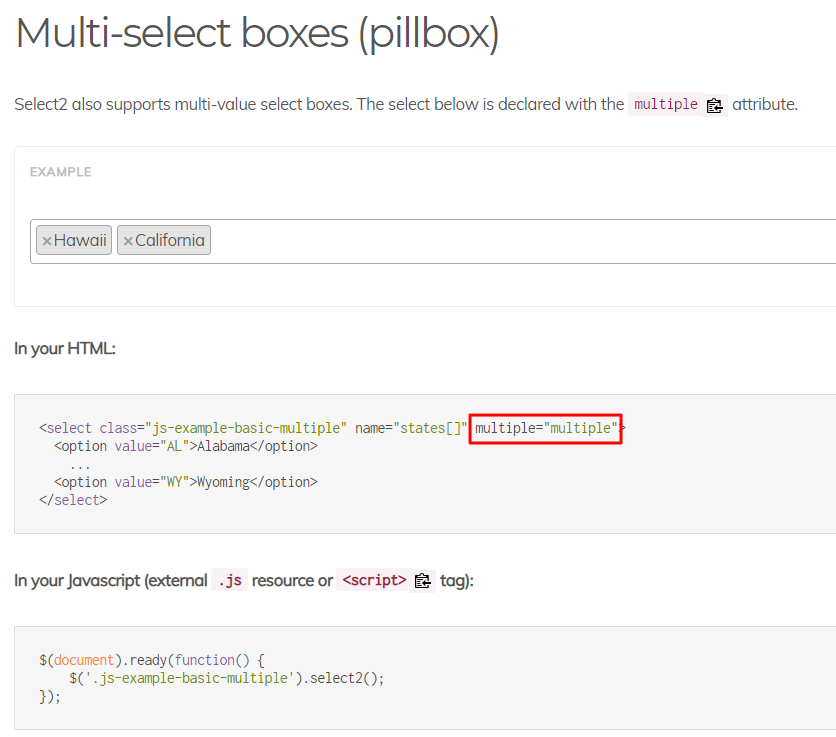 Multi-select boxes (pillbox)
Select2 also supports multi-value select boxes. The select below is declared with the multiple attribute.
EXAMPLE
×Hawaii ×California
In your HTML:
<select class="js-example-basic-multiple" name="states[]" multiple="multiple">
  <option value="AL">Alabama</option>
    ...
  <option value="WY">Wyoming</option>
</select>
In your Javascript (external .js resource or <script> tag):
$(document).ready(function() {
    $('.js-example-basic-multiple').select2();
});